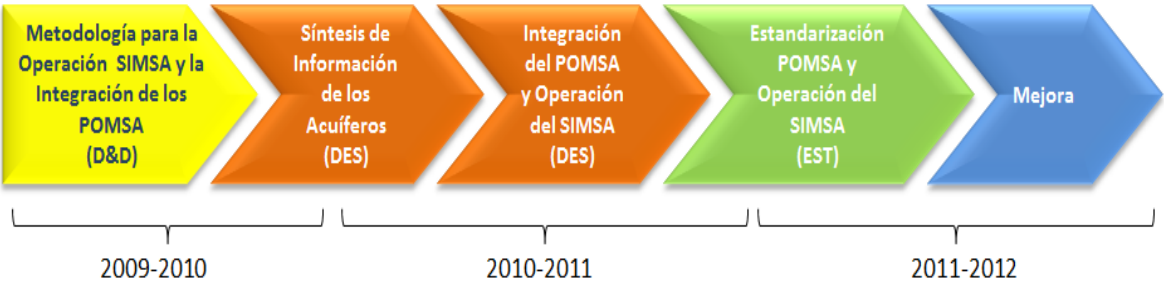 Metodología para la
Operación SIMSA y la
Integración de los
POMSA
(D&D)
Síntesis de
Información
de los
Acuíferos
(DES)
Integración
del POMSA
y Operación
del SIMSA
(DES)
Estandarización
POMSA y
Operación del
SIMSA
(EST)
Mejora
2009-2010
2010-2011
2011-2012